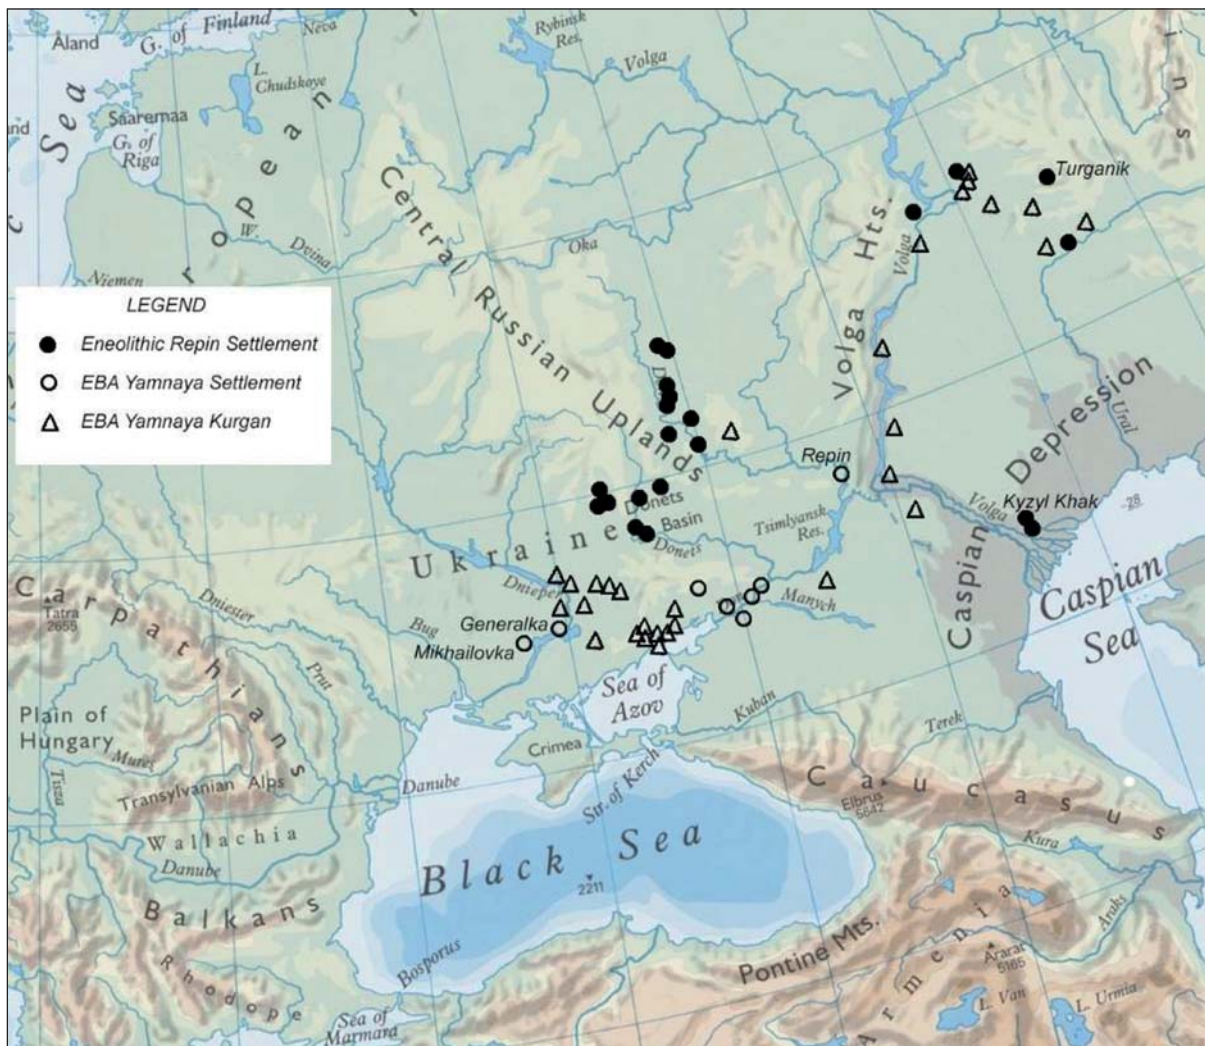 Åland
G. of Finland
Neva
Rybinsk
Res.
Volga
L.
Chudskoye
Sea
Saaremaa
G. of
Riga
ropean
ins
Central Russian Uplands
Turganik
W.
Dvina
Oka
Volga Hts.
Volga
Niemen
LEGEND
Eneolithic Repin Settlement
EBA Yamnaya Settlement
EBA Yamnaya Kurgan
Ural
Caspian Depression
Repin
Kyzyl Khak
Volga
-28
Donets
Basin
Donets
Tsimlyansk
Res.
Ukraine
Carpathians
Tatra
2655
Dniester
Dnieper
Bug
Generalka
Mikhailovka
Manych
Caspian
Sea
Prut
Sea of
Azov
Kuban
Terek
Plain of
Hungary
Mures
Tisza
Crimea
Transylvanian Alps
Danube
Str. of Kerch
Caucasus
Elbrus
5642
Wallachia
Kura
Danube
Black Sea
2211
Balkans
Araks
Armenia
Rhodope
Bosporus
Pontine Mts.
Ararat
5165
L. Van
L. Urmia
Sea of
Marmara